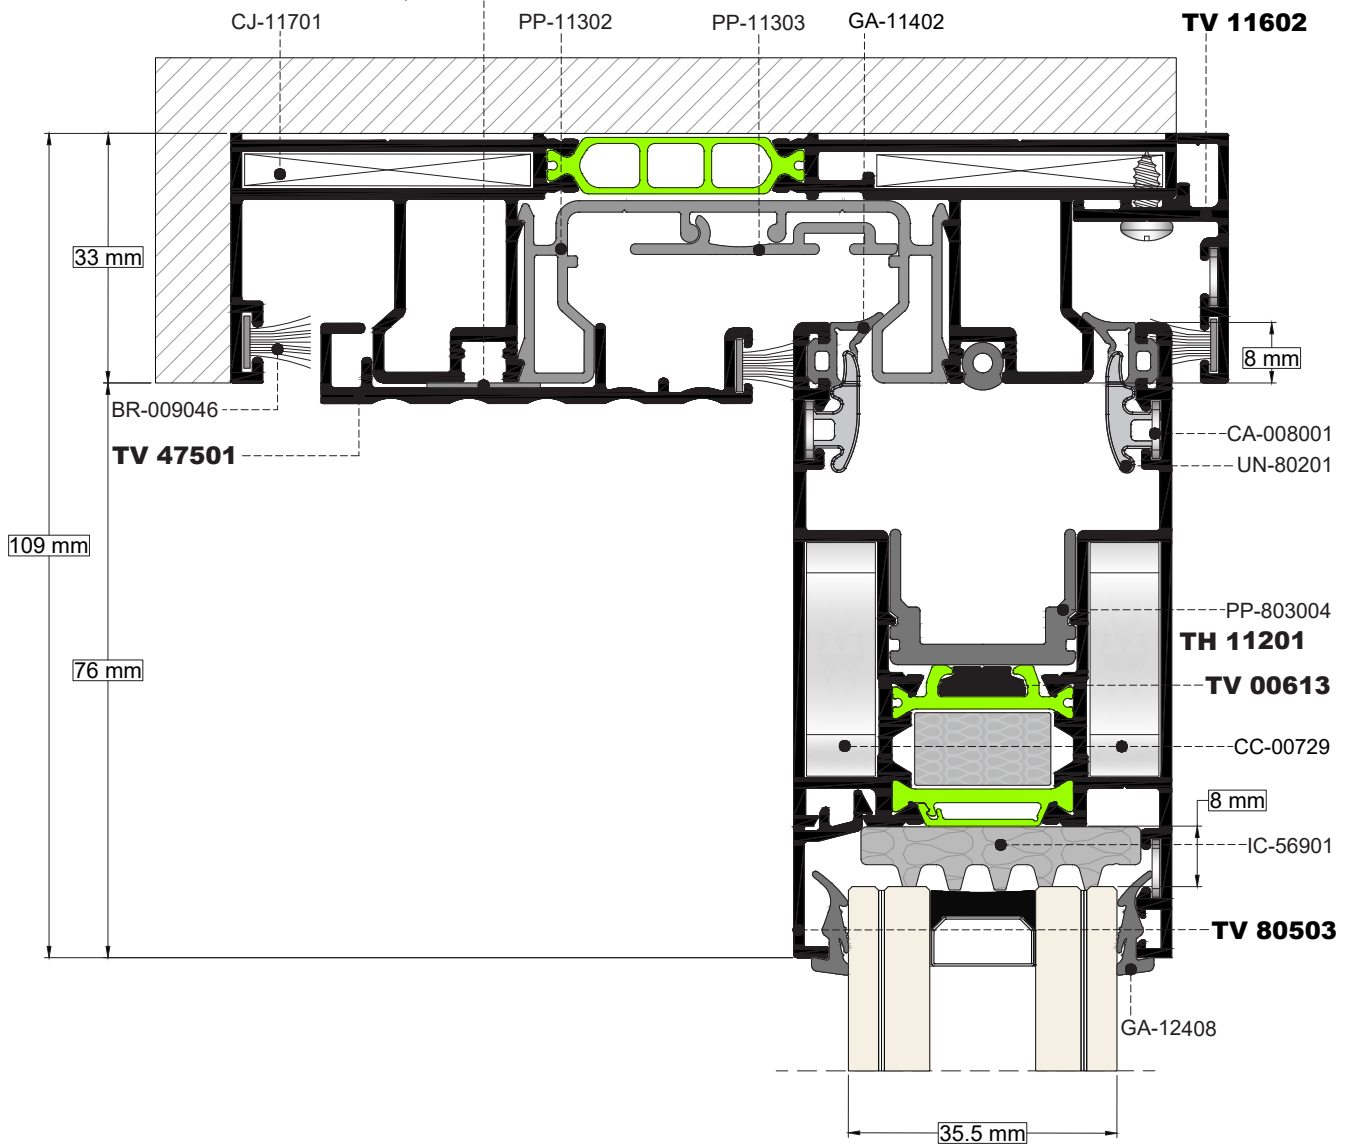 CJ-11701
PP-11302
PP-11303
GA-11402
TV 11602
33 mm
8 mm
BR-009046
TV 47501
CA-008001
UN-80201
109 mm
PP-803004
TH 11201
76 mm
TV 00613
CC-00729
8 mm
IC-56901
TV 80503
GA-12408
35.5 mm